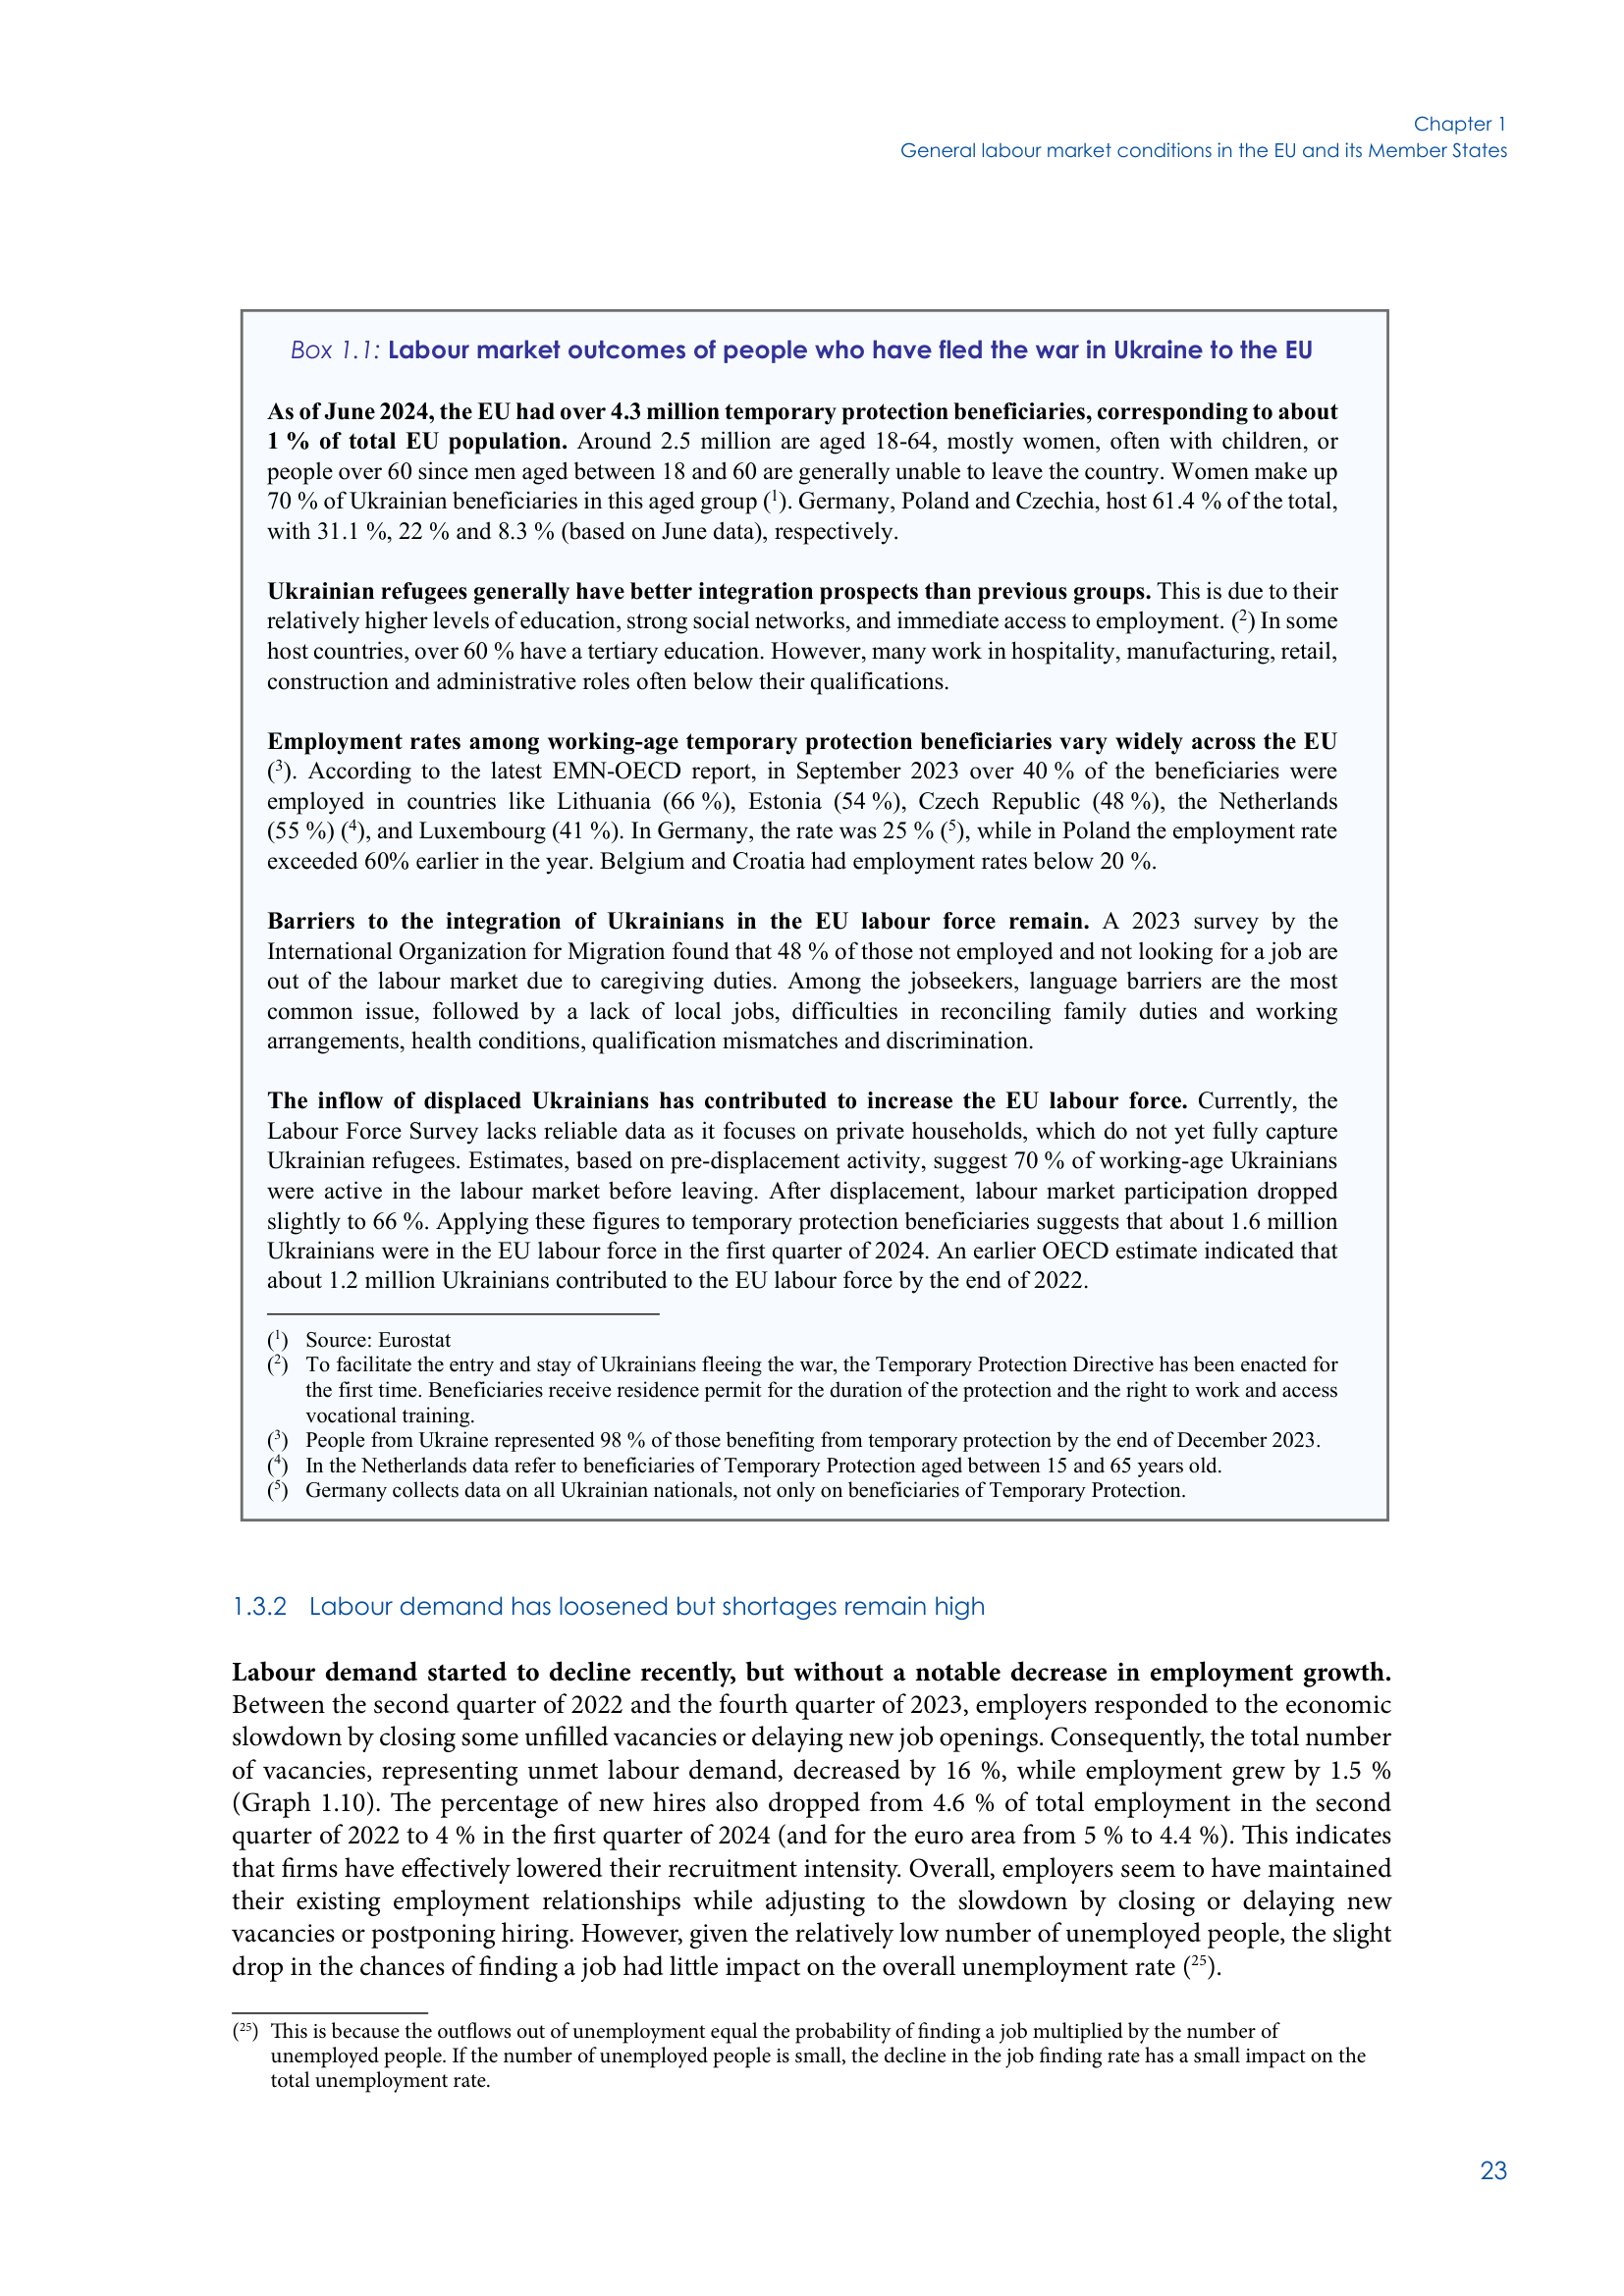 Chapter 1
General labour market conditions in the EU and its Member States
Box 1.1: Labour market outcomes of people who have fled the war in Ukraine to the EU
As of June 2024, the EU had over 4.3 million temporary protection beneficiaries, corresponding to about
1 % of total EU population. Around 2.5 million are aged 18-64, mostly women, often with children, or
people over 60 since men aged between 18 and 60 are generally unable to leave the country. Women make up
70 % of Ukrainian beneficiaries in this aged group (1). Germany, Poland and Czechia, host 61.4 % of the total,
with 31.1 %, 22 % and 8.3 % (based on June data), respectively.
Ukrainian refugees generally have better integration prospects than previous groups. This is due to their
relatively higher levels of education, strong social networks, and immediate access to employment. (2) In some
host countries, over 60 % have a tertiary education. However, many work in hospitality, manufacturing, retail,
construction and administrative roles often below their qualifications.
Employment rates among working-age temporary protection beneficiaries vary widely across the EU
(3). According to the latest EMN-OECD report, in September 2023 over 40 % of the beneficiaries were
employed in countries like Lithuania (66 %), Estonia (54 %), Czech Republic (48 %), the Netherlands
(55 %) (4), and Luxembourg (41 %). In Germany, the rate was 25 % (5), while in Poland the employment rate
exceeded 60% earlier in the year. Belgium and Croatia had employment rates below 20 %.
Barriers to the integration of Ukrainians in the EU labour force remain. A 2023 survey by the
International Organization for Migration found that 48 % of those not employed and not looking for a job are
out of the labour market due to caregiving duties. Among the jobseekers, language barriers are the most
common issue, followed by a lack of local jobs, difficulties in reconciling family duties and working
arrangements, health conditions, qualification mismatches and discrimination.
The inflow of displaced Ukrainians has contributed to increase the EU labour force. Currently, the
Labour Force Survey lacks reliable data as it focuses on private households, which do not yet fully capture
Ukrainian refugees. Estimates, based on pre-displacement activity, suggest 70 % of working-age Ukrainians
were active in the labour market before leaving. After displacement, labour market participation dropped
slightly to 66 %. Applying these figures to temporary protection beneficiaries suggests that about 1.6 million
Ukrainians were in the EU labour force in the first quarter of 2024. An earlier OECD estimate indicated that
about 1.2 million Ukrainians contributed to the EU labour force by the end of 2022.
(1) Source: Eurostat
(2) To facilitate the entry and stay of Ukrainians fleeing the war, the Temporary Protection Directive has been enacted for
the first time. Beneficiaries receive residence permit for the duration of the protection and the right to work and access
vocational training.
(3) People from Ukraine represented 98 % of those benefiting from temporary protection by the end of December 2023.
(4) In the Netherlands data refer to beneficiaries of Temporary Protection aged between 15 and 65 years old.
(5) Germany collects data on all Ukrainian nationals, not only on beneficiaries of Temporary Protection.
1.3.2 Labour demand has loosened but shortages remain high
Labour demand started to decline recently, but without a notable decrease in employment growth.
Between the second quarter of 2022 and the fourth quarter of 2023, employers responded to the economic
slowdown by closing some unfilled vacancies or delaying new job openings. Consequently, the total number
of vacancies, representing unmet labour demand, decreased by 16 %, while employment grew by 1.5 %
(Graph 1.10). The percentage of new hires also dropped from 4.6 % of total employment in the second
quarter of 2022 to 4 % in the first quarter of 2024 (and for the euro area from 5 % to 4.4 %). This indicates
that firms have effectively lowered their recruitment intensity. Overall, employers seem to have maintained
their existing employment relationships while adjusting to the slowdown by closing or delaying new
vacancies or postponing hiring. However, given the relatively low number of unemployed people, the slight
drop in the chances of finding a job had little impact on the overall unemployment rate (25).
(25) This is because the outflows out of unemployment equal the probability of finding a job multiplied by the number of
unemployed people. If the number of unemployed people is small, the decline in the job finding rate has a small impact on the
total unemployment rate.
23